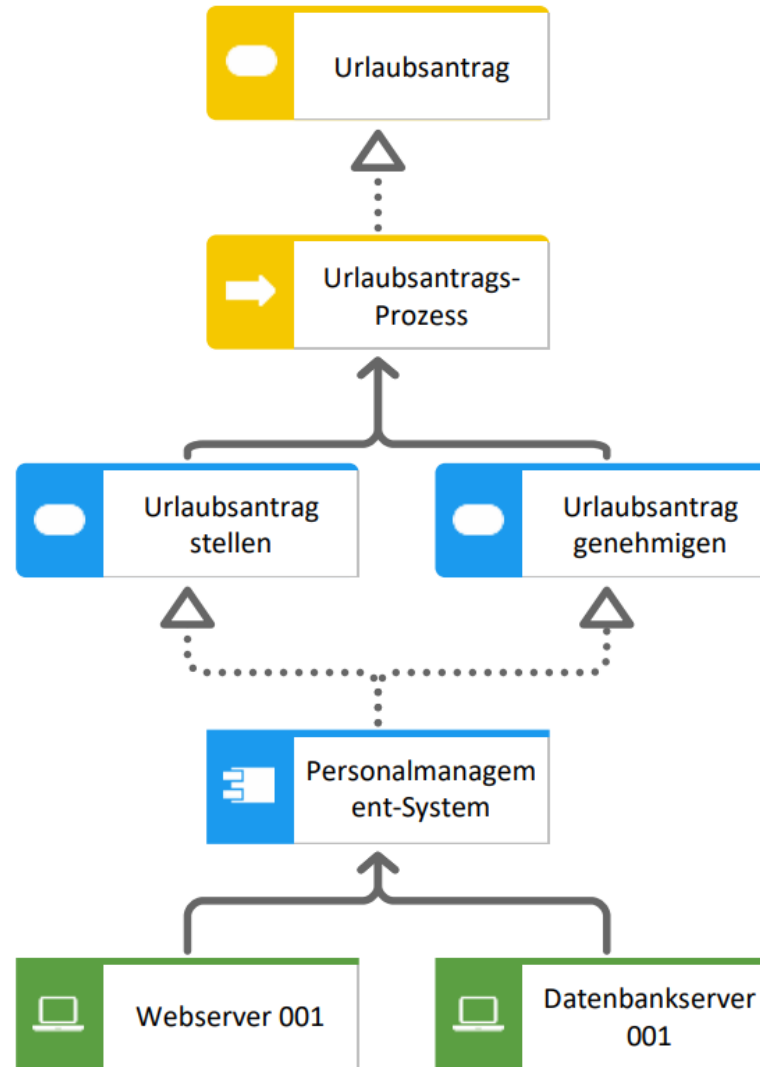 Urlaubsantrag
Urlaubsantrags-
Prozess
Urlaubsantrag
stellen
Urlaubsantrag
genehmigen
Personalmanagem
ent-System
Webserver 001
Datenbankserver
001